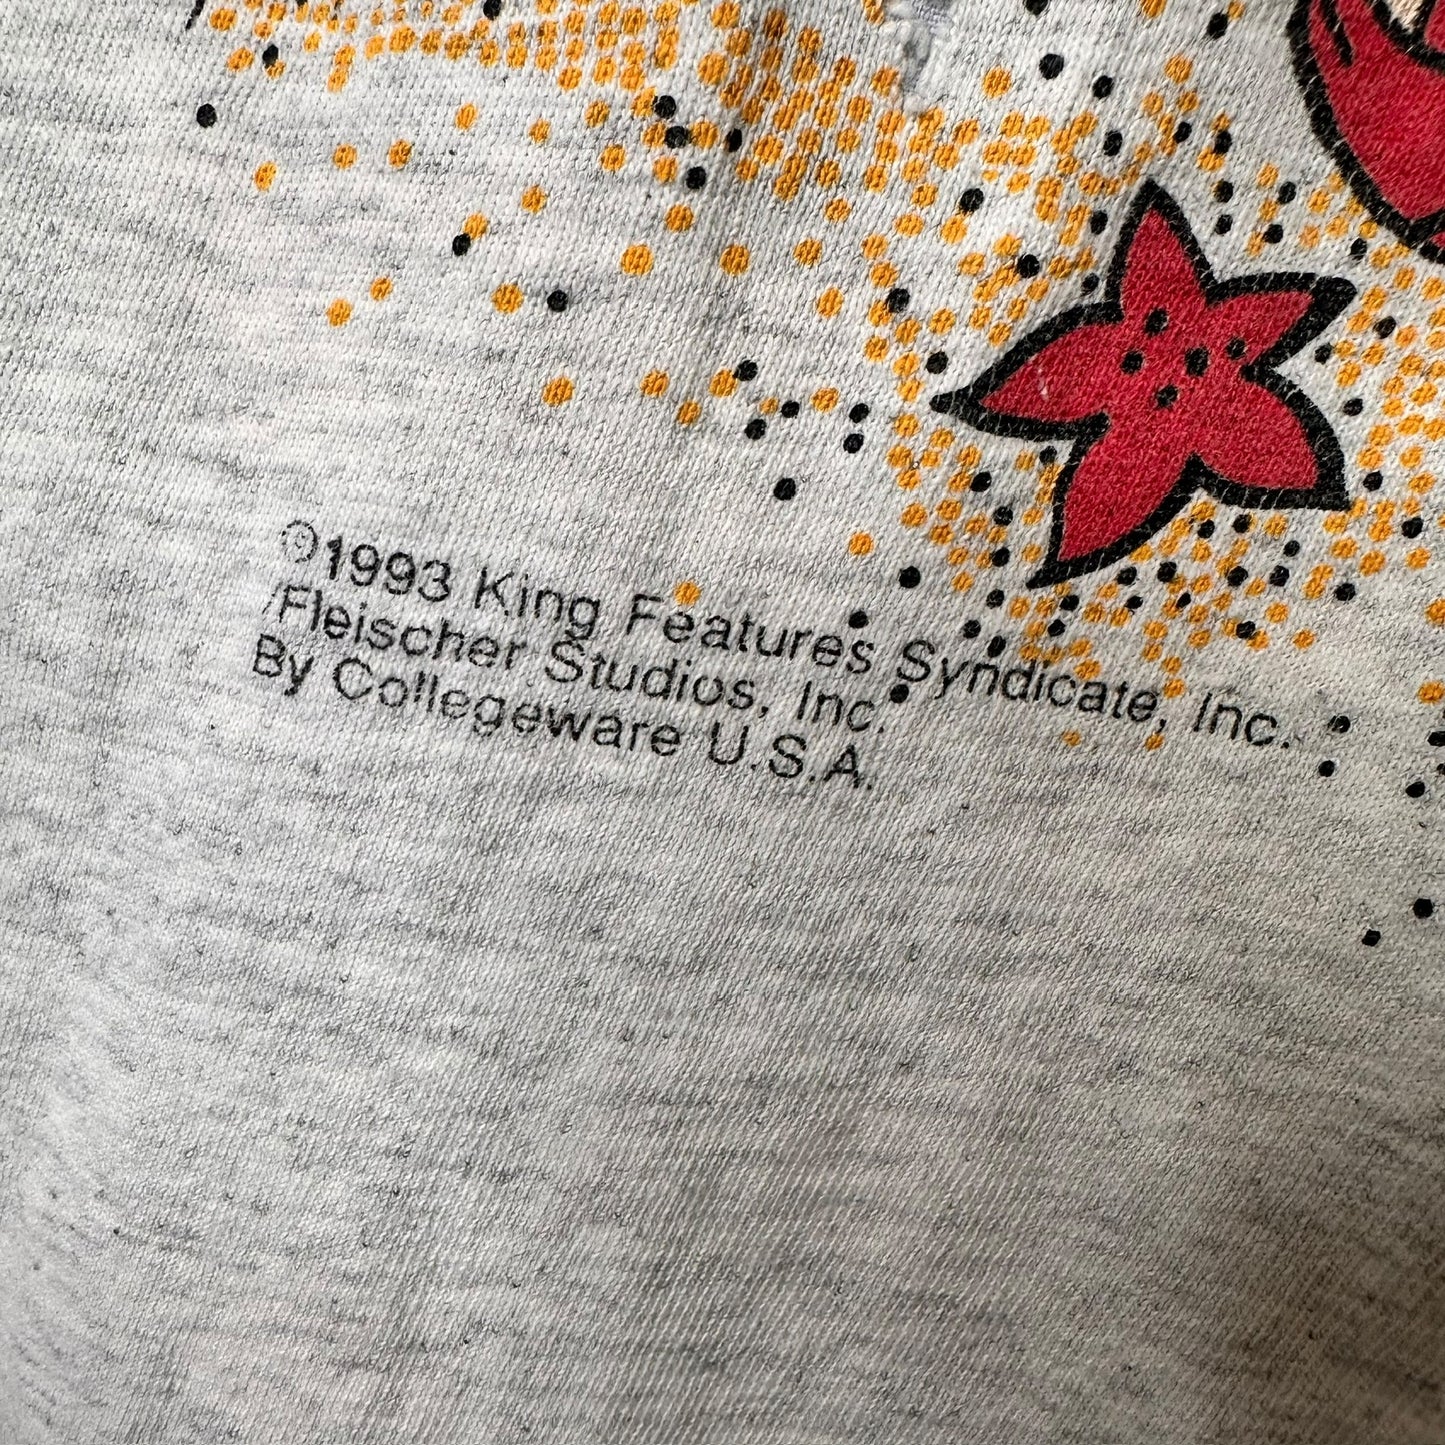 ©1993 King Features Syndicate, Inc.
/Fleischer Studios, Inc.
By Collegeware U.S.A.